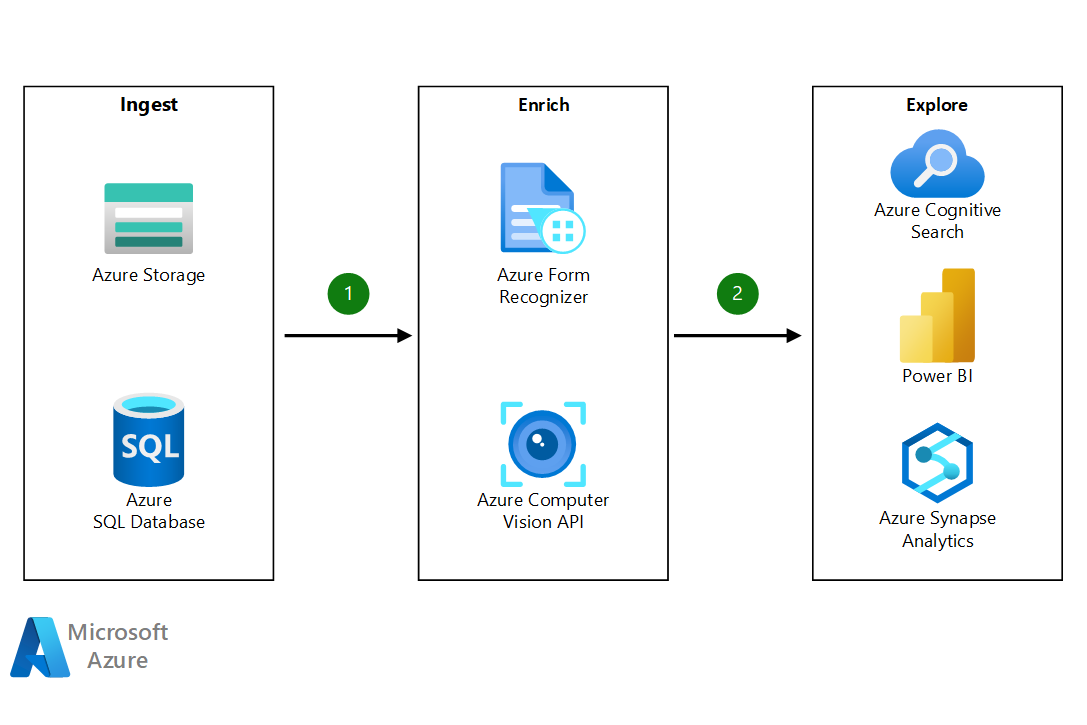 Ingest
Azure Storage
SQL
Azure
SQL Database
1
Enrich
Azure Form
Recognizer
Azure Computer
Vision API
2
Explore
Azure Cognitive
Search
Power BI
Azure Synapse
Analytics
Microsoft
Azure